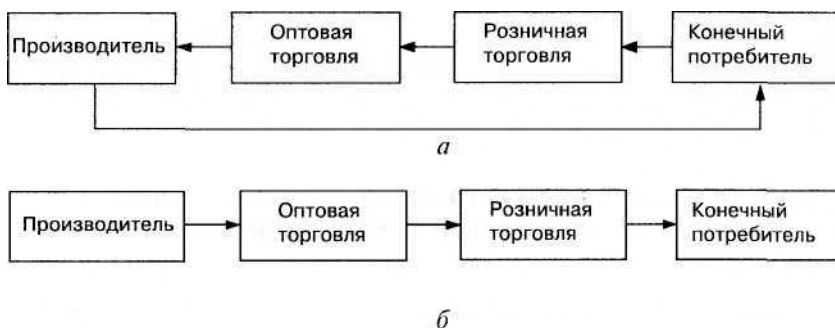 Производитель
Оптовая
торговля
Розничная
торговля
Конечный
потребитель
а
Производитель
Оптовая
торговля
Розничная
торговля
Конечный
потребитель
б